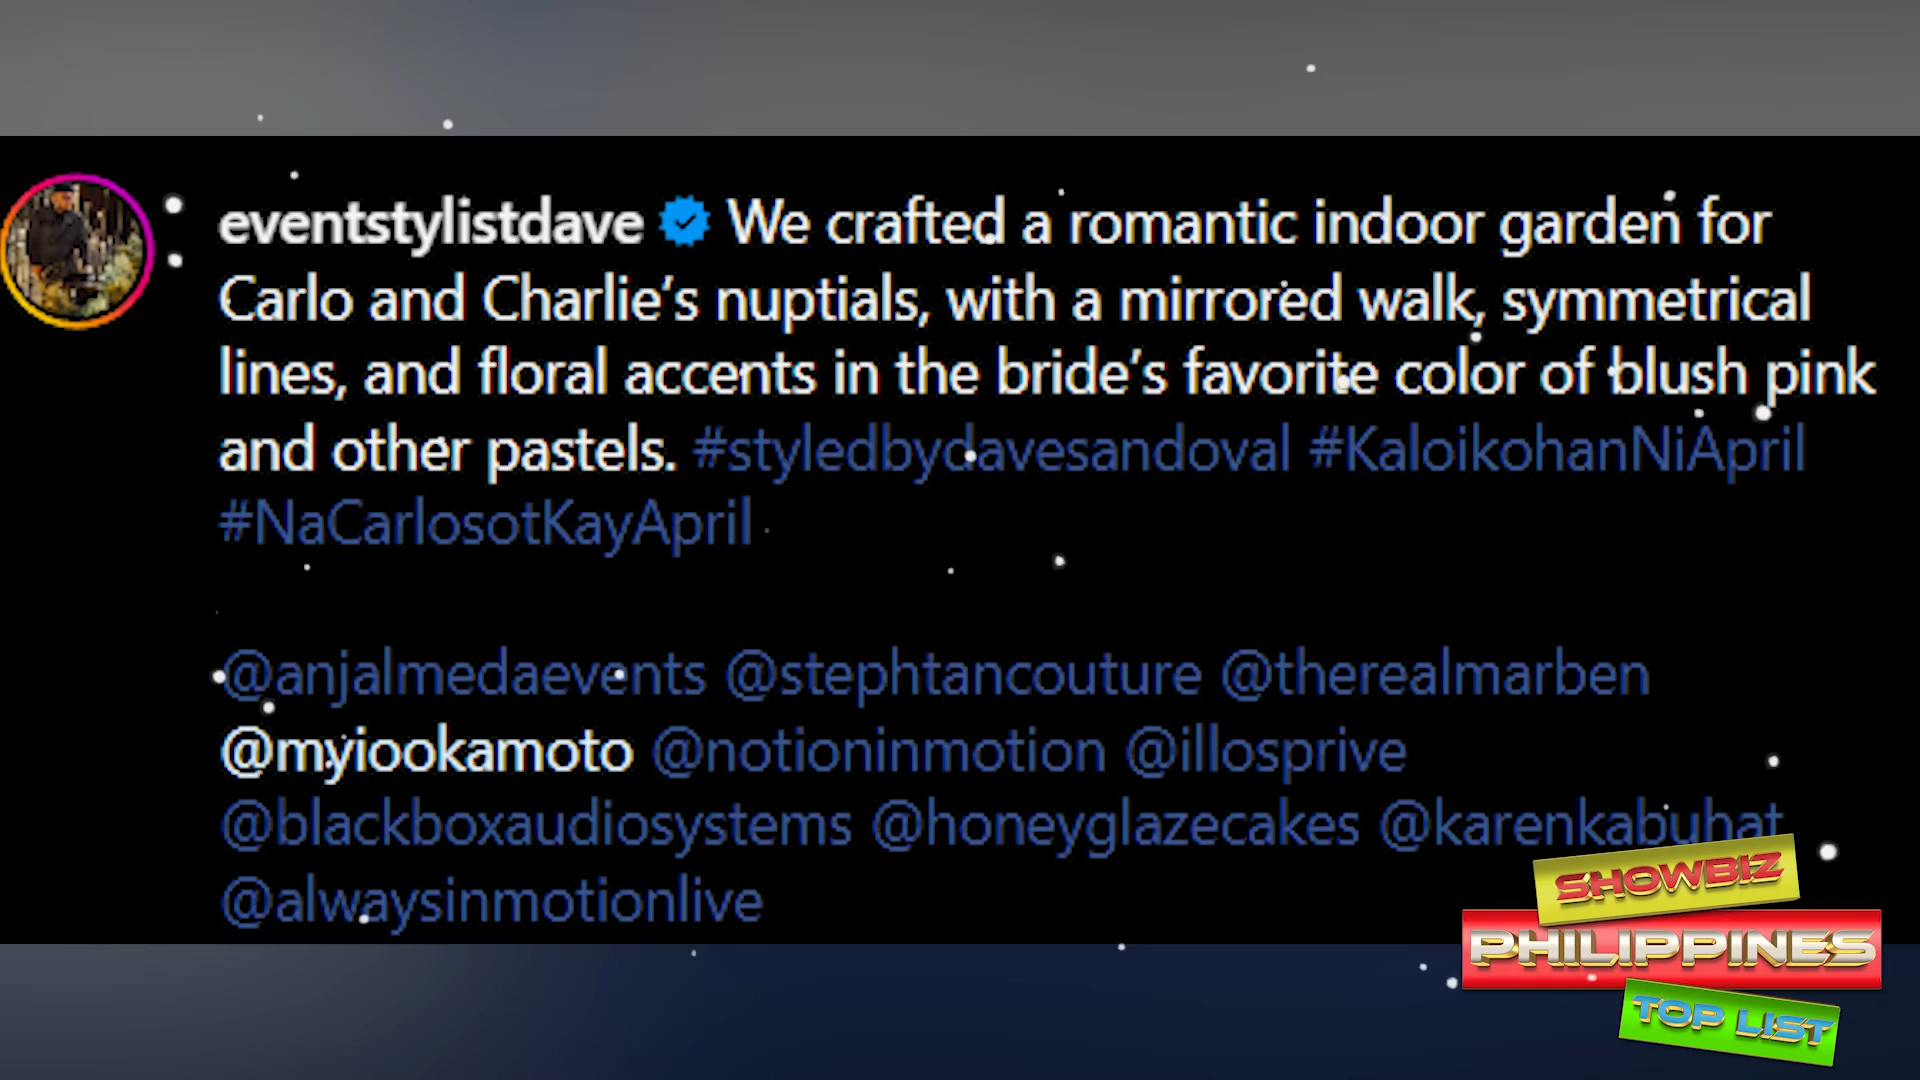 eventstylistdave We crafted a romantic indoor garden for
Carlo and Charlie's nuptials, with a mirrored walk, symmetrical
lines, and floral accents in the bride's favorite color of blush pink
and other pastels. #styledbydavesandoval #KaloikohanNiApril
#NaCarlosotKayApril
@anjalmedaevents @stephtancouture @therealmarben
@myiookamoto @notioninmotion @illosprive
@blackboxaudiosystems @honeyglazecakes @karenkabuhat
@alwaysinmotionlive
SHOWBIZ
PHILIPPINES
TOP LIST